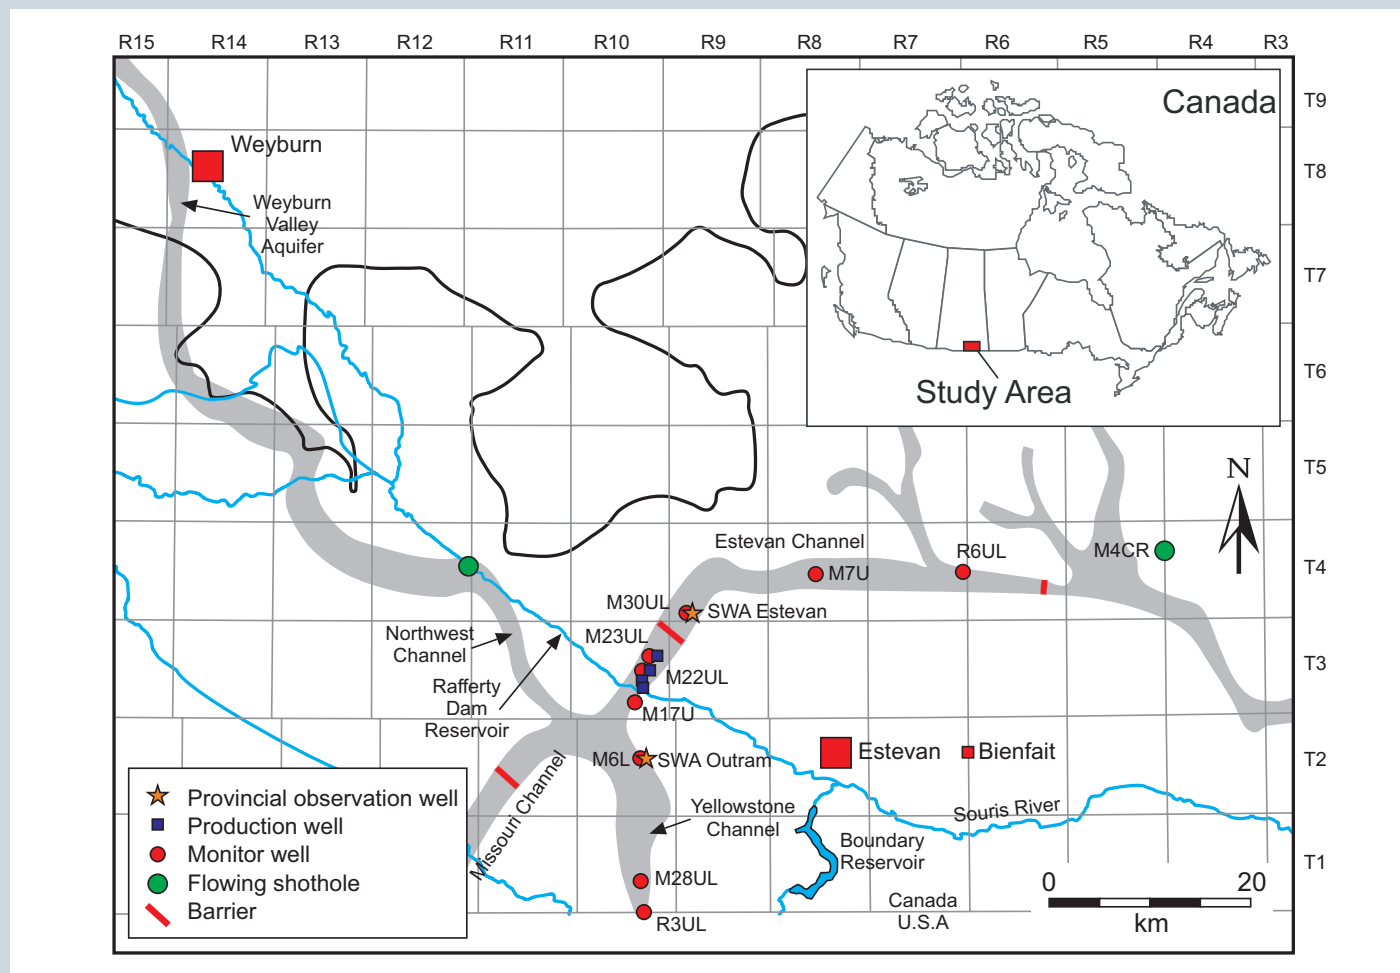 R15 R14 R13 R12 R11 R10 R9 R8 R7 R6 R5 R4 R3
Canada
T9
Weyburn
T8
Weyburn
Valley
Aquifer
T7
T6
Study Area
T5
N
Estevan Channel
R6UL
M4CR
T4
M7U
M30UL
SWA Estevan
Northwest
Channel
M23UL
T3
M22UL
Rafferty
Dam
Reservoir
M17U
M6L
SWA Outram
Estevan
Bienfait
T2
Missouri Channel
Yellowstone
Channel
Souris River
Boundary
Reservoir
T1
M28UL
R3UL
Canada
U.S.A
0 20
km
Provincial observation well
Production well
Monitor well
Flowing shothole
Barrier